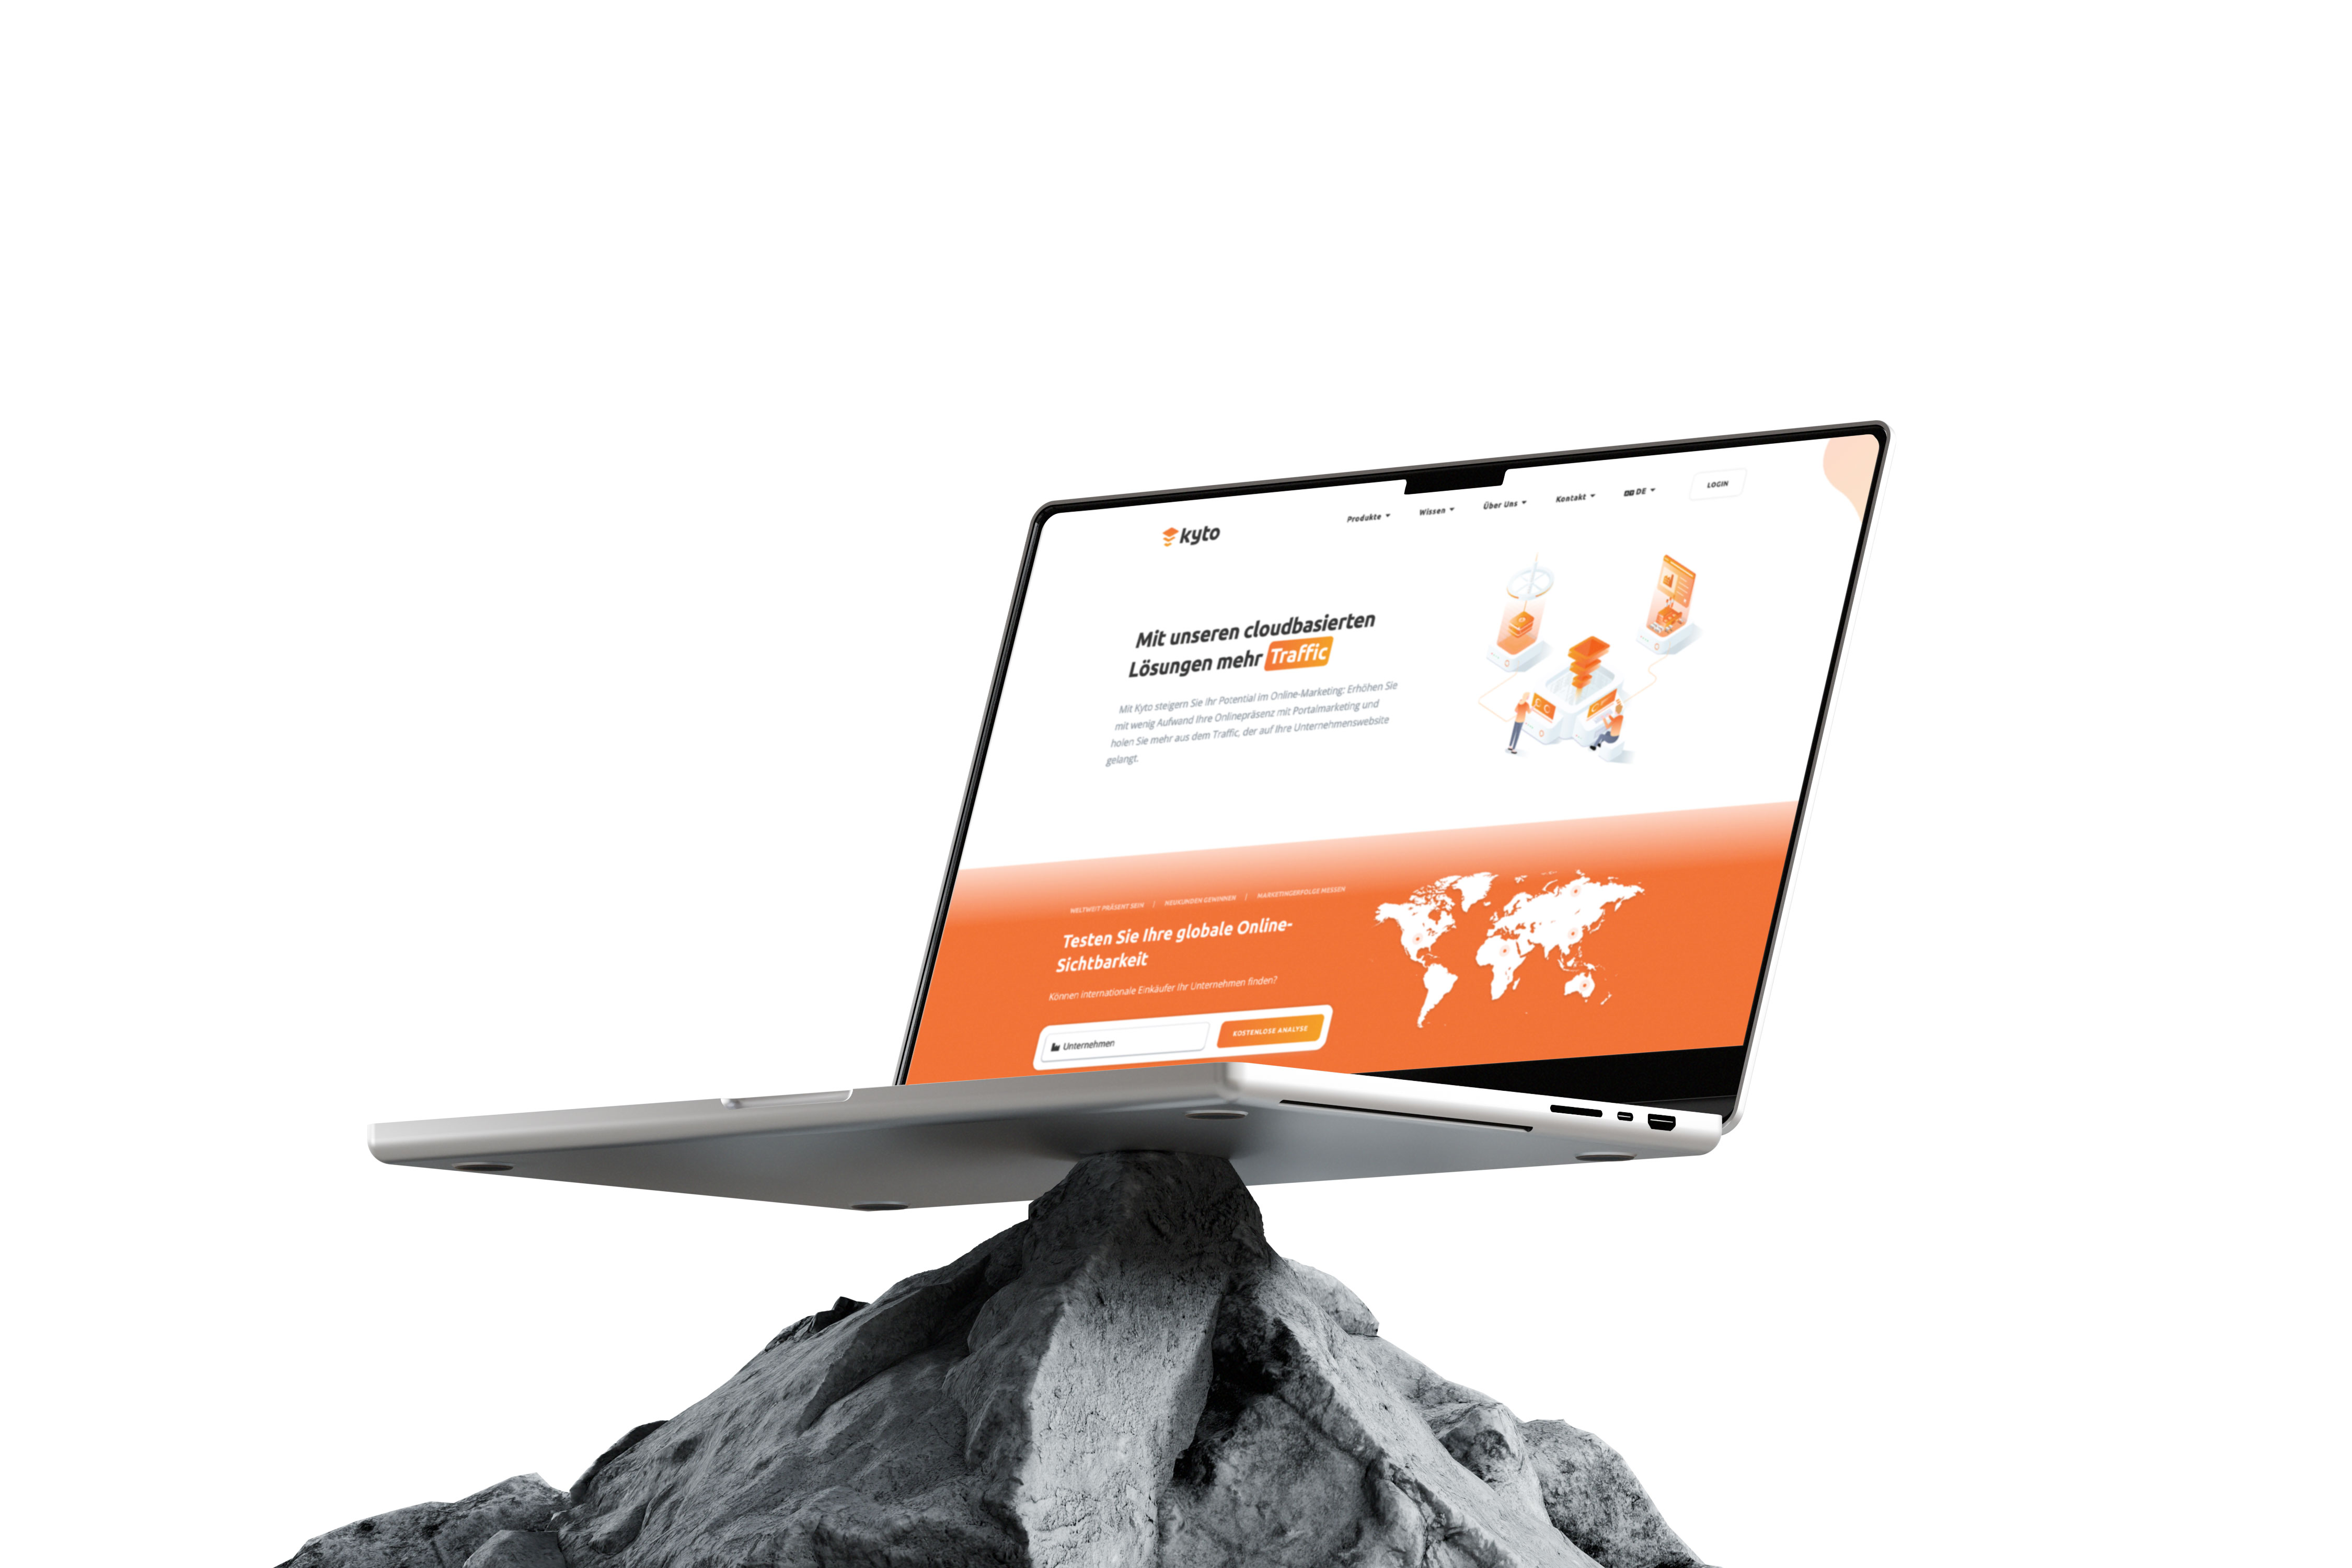 kyto
Produkte
Wissen
Über Uns
Kontakt
DE
LOGIN
Mit unseren cloudbasierten
Lösungen mehr Traffic
Mit Kyto steigern Sie Ihr Potential im Online-Marketing: Erhöhen Sie
mit wenig Aufwand Ihre Onlinepräsenz mit Portalmarketing und
holen Sie mehr aus dem Traffic, der auf Ihre Unternehmenswebsite
gelangt.
WELTWEIT PRÄSENT SEIN | NEUKUNDEN GEWINNEN | MARKETINGERFOLGE MESSEN
Testen Sie Ihre globale Online-
Sichtbarkeit
Können internationale Einkäufer Ihr Unternehmen finden?
Unternehmen
KOSTENLOSE ANALYSE